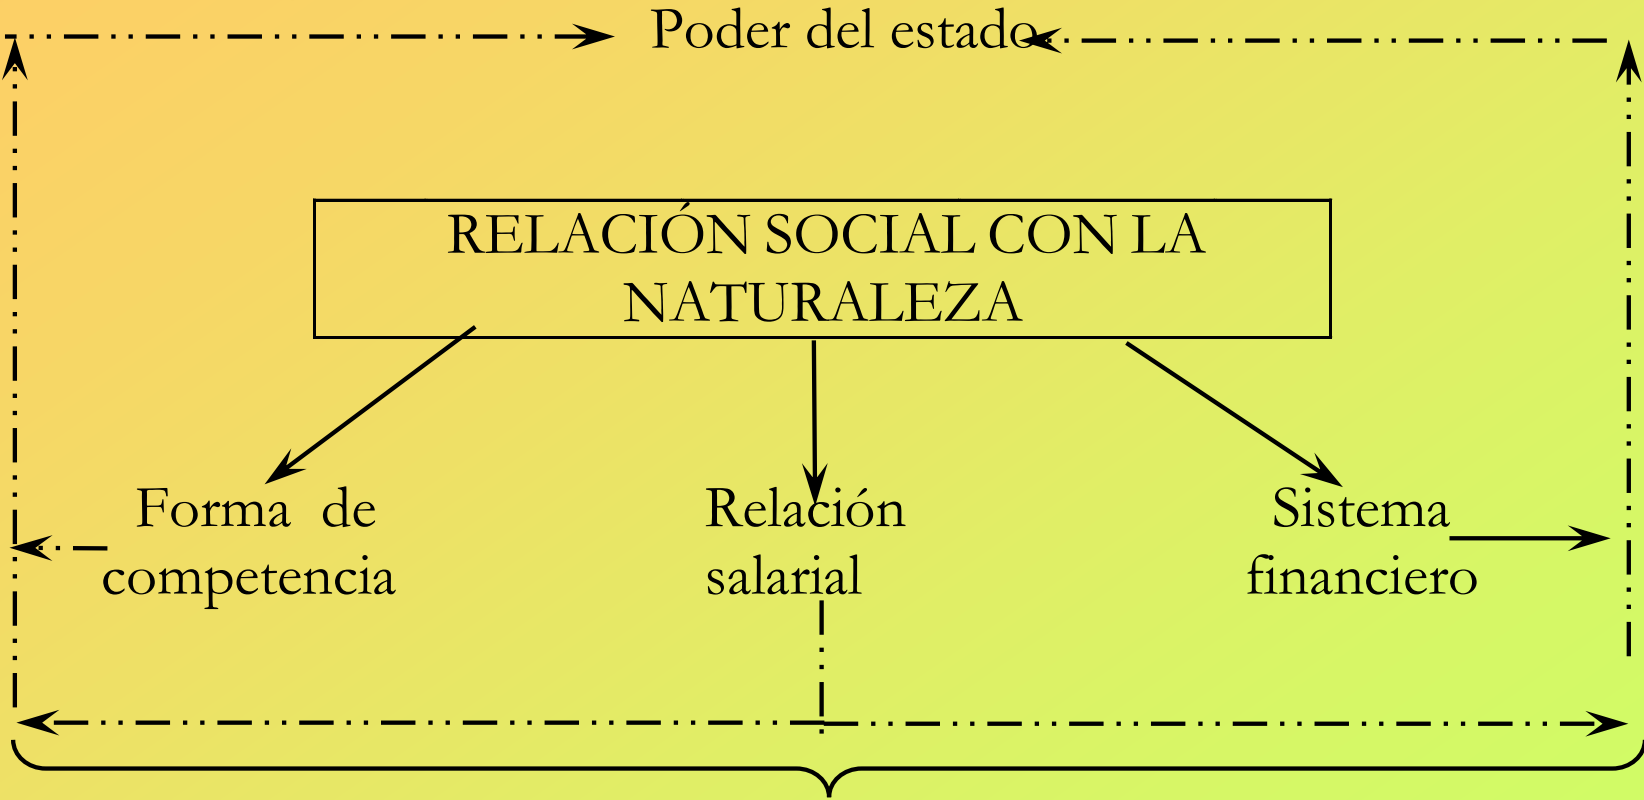 Poder del estado
RELACIÓN SOCIAL CON LA
NATURALEZA
Forma de
competencia
Relación
salarial
Sistema
financiero